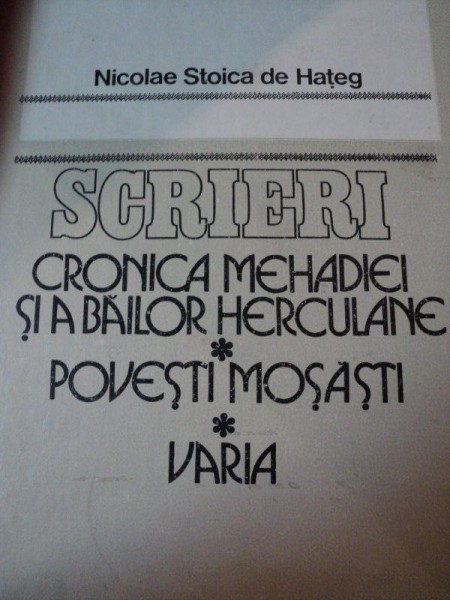 Nicolae Stoica de Hațeg
SCRIERI
CRONICA MEHADIEI
ȘI A BĂILOR HERCULANE
*
POVEȘTI MOȘĂȘTI
*
VARIA